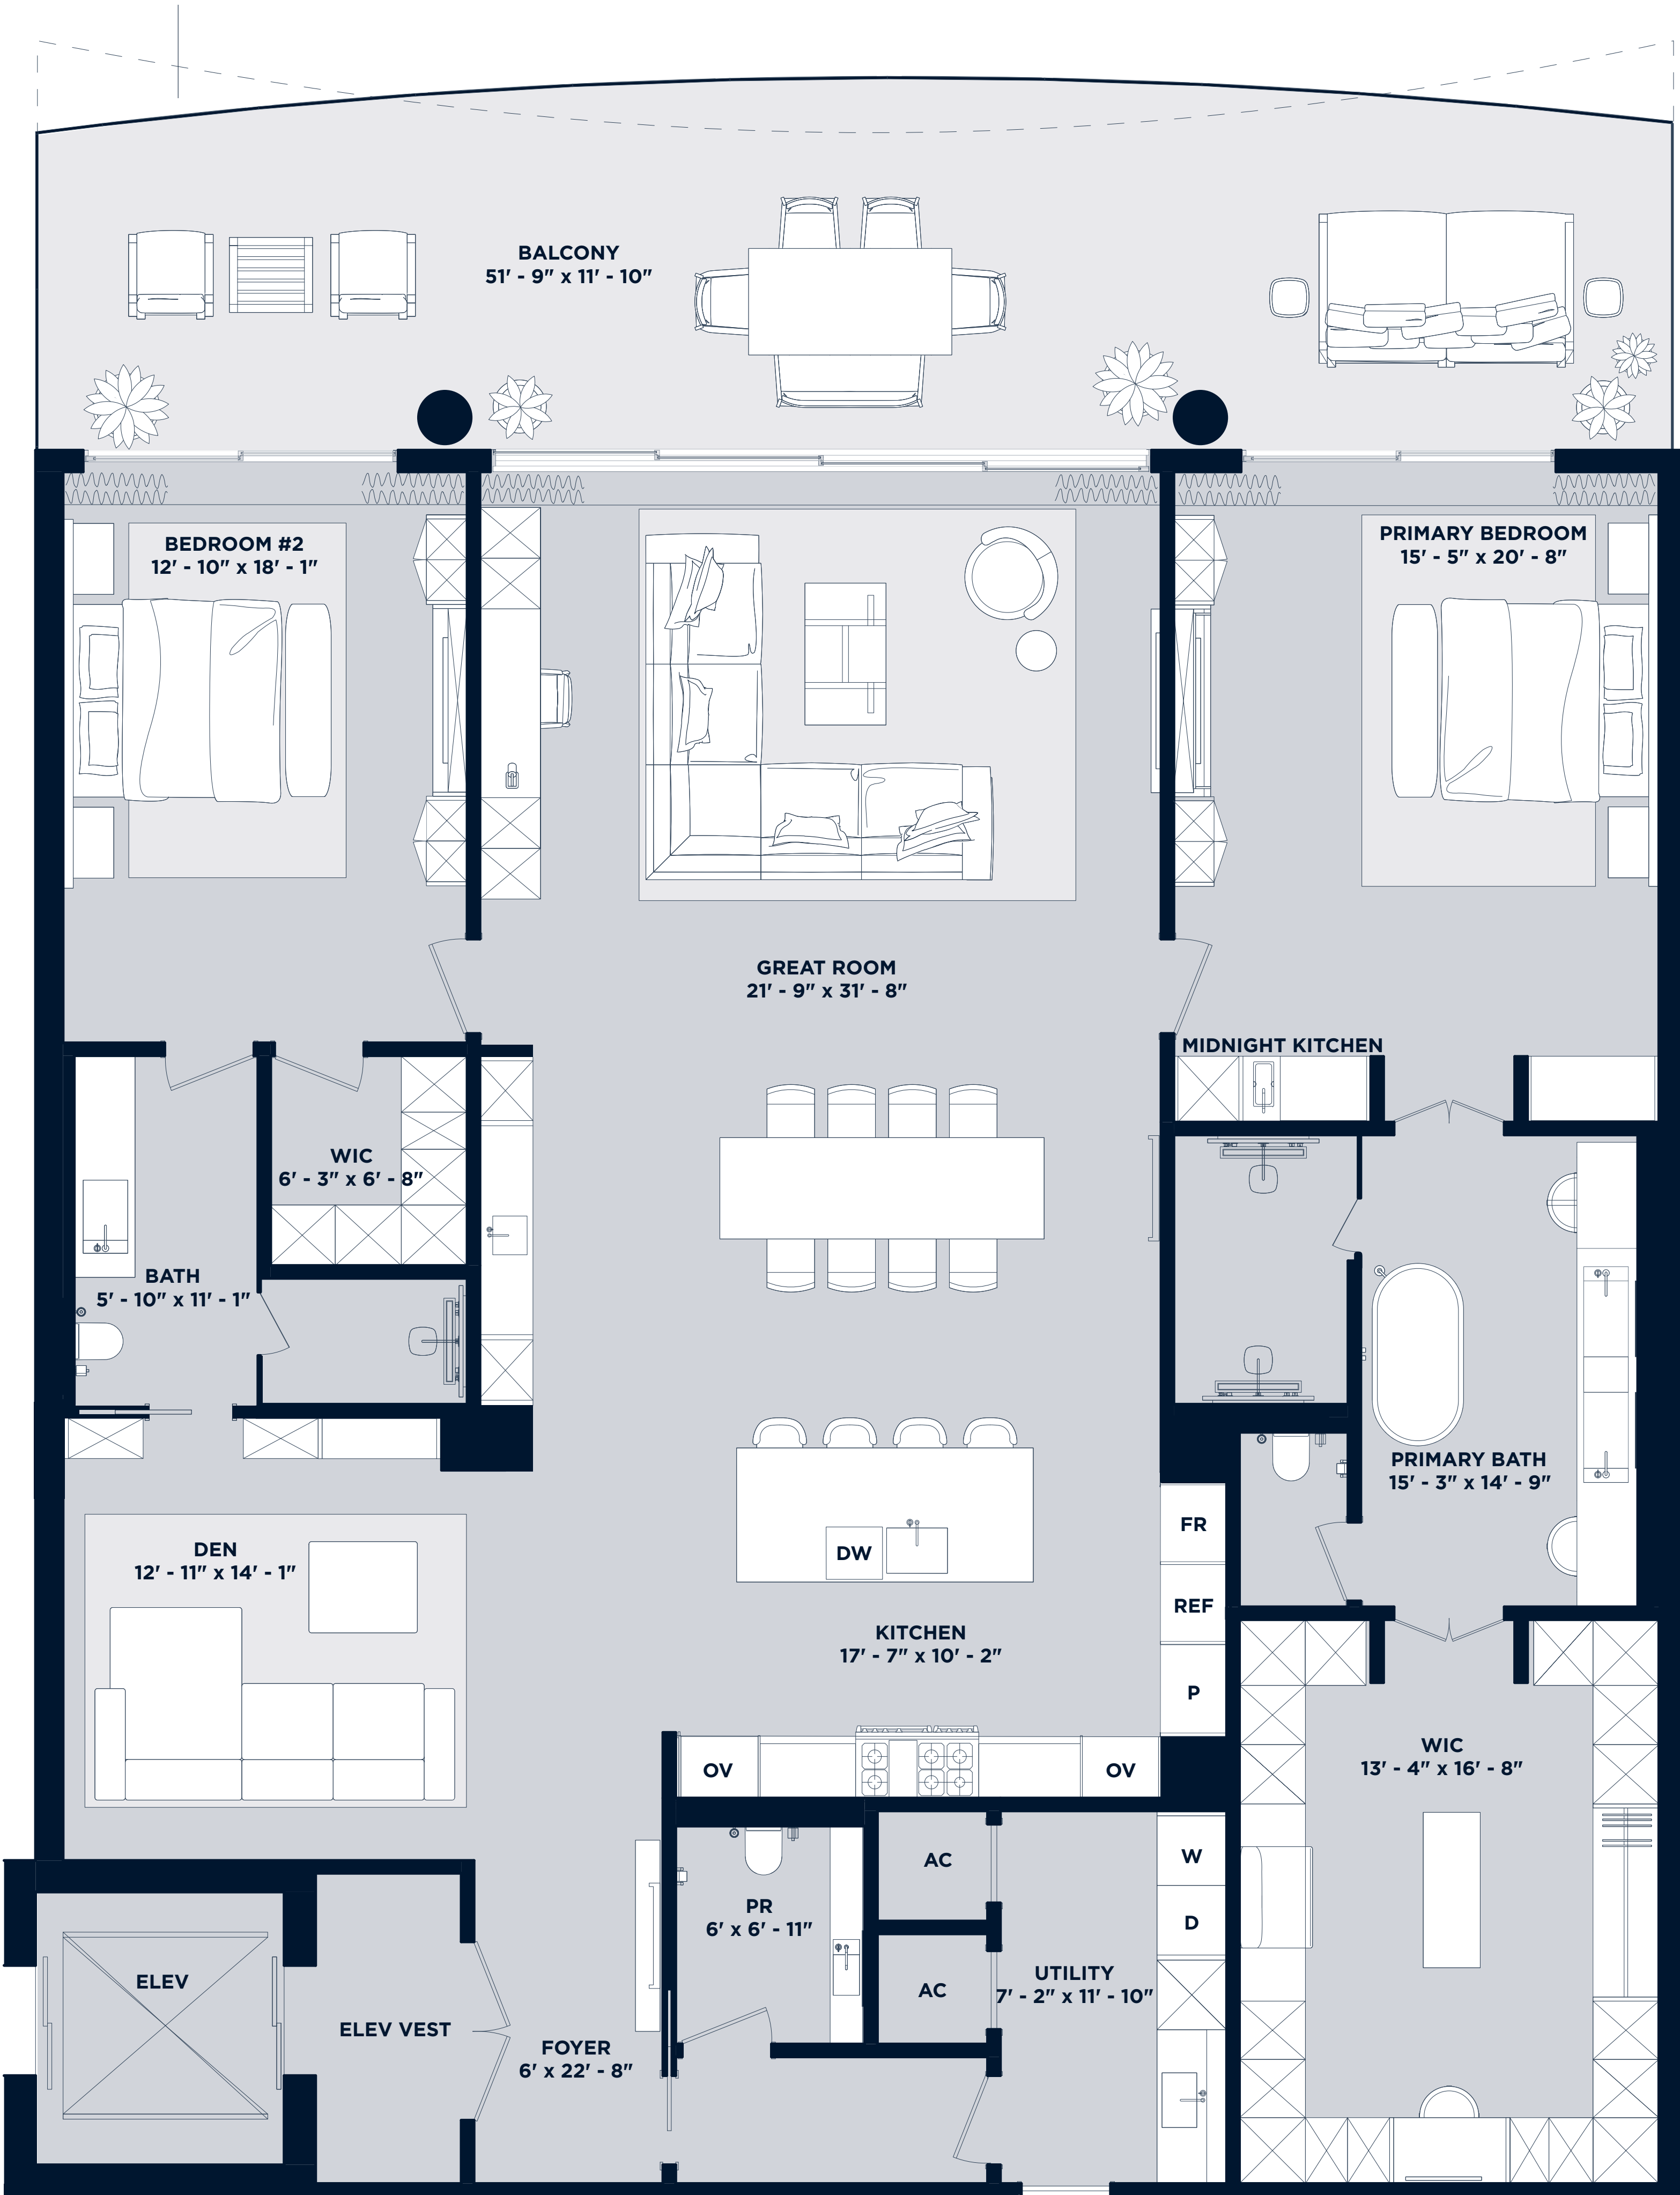 BALCONY
51' - 9" x 11' - 10"
BEDROOM #2
12' - 10" x 18' - 1"
PRIMARY BEDROOM
15' - 5" x 20' - 8"
GREAT ROOM
21' - 9" x 31' - 8"
MIDNIGHT KITCHEN
WIC
6' - 3" x 6' - 8"
BATH
5' - 10" x 11' - 1"
PRIMARY BATH
15' - 3" x 14' - 9"
FR
DW
DEN
12' - 11" x 14' - 1"
REF
KITCHEN
17' - 7" x 10' - 2"
P
WIC
13' - 4" x 16' - 8"
OV
OV
AC
W
PR
6' x 6' - 11"
D
ELEV
AC
UTILITY
7' - 2" x 11' - 10"
ELEV VEST
FOYER
6' x 22' - 8"